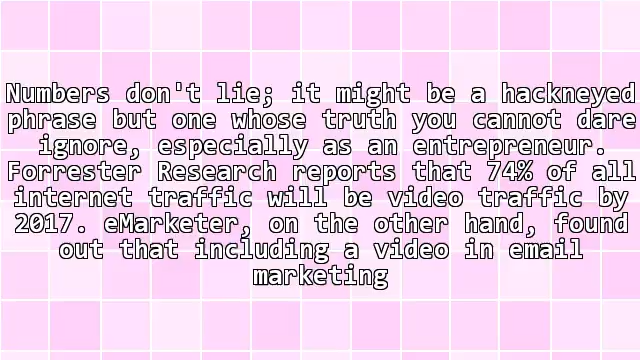 Numbers don't lie; it might be a hackneyed
phrase but one whose truth you cannot dare
ignore, especially as an entrepreneur.
Forrester Research reports that 74% of all
internet traffic will be video traffic by
2017. eMarketer, on the other hand, found
out that including a video in email
marketing